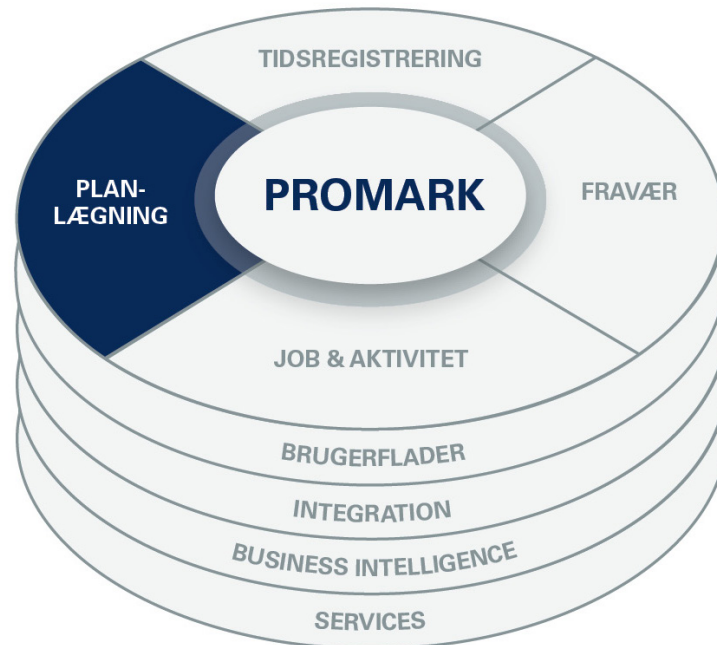 TIDSREGISTRERING
PLAN-
LÆGNING
PROMARK
FRAVÆR
JOB & AKTIVITET
BRUGERFLADER
INTEGRATION
BUSINESS INTELLIGENCE
SERVICES